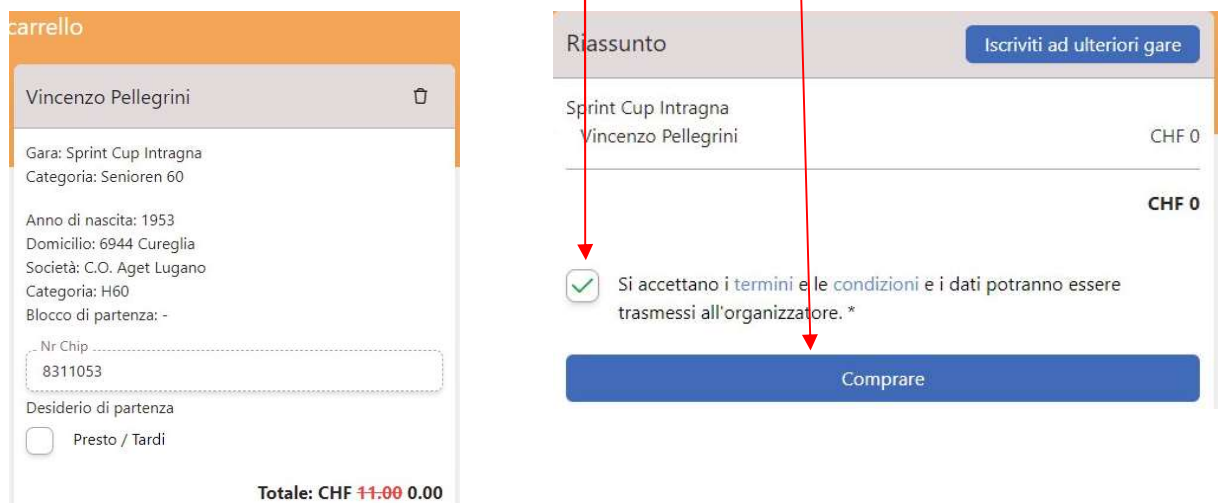 carrello
Vincenzo Pellegrini
Gara: Sprint Cup Intragna
Categoria: Senioren 60
Anno di nascita: 1953
Domicilio: 6944 Cureglia
Società: C.O. Aget Lugano
Categoria: H60
Blocco di partenza: -
Nr Chip
8311053
Desiderio di partenza
Presto / Tardi
Totale: CHF 11.00 0.00
Riassunto
Iscriviti ad ulteriori gare
Sprint Cup Intragna
Vincenzo Pellegrini CHF 0
CHF 0
Si accettano i termini e le condizioni e i dati potranno essere
trasmessi all'organizzatore. *
Comprare